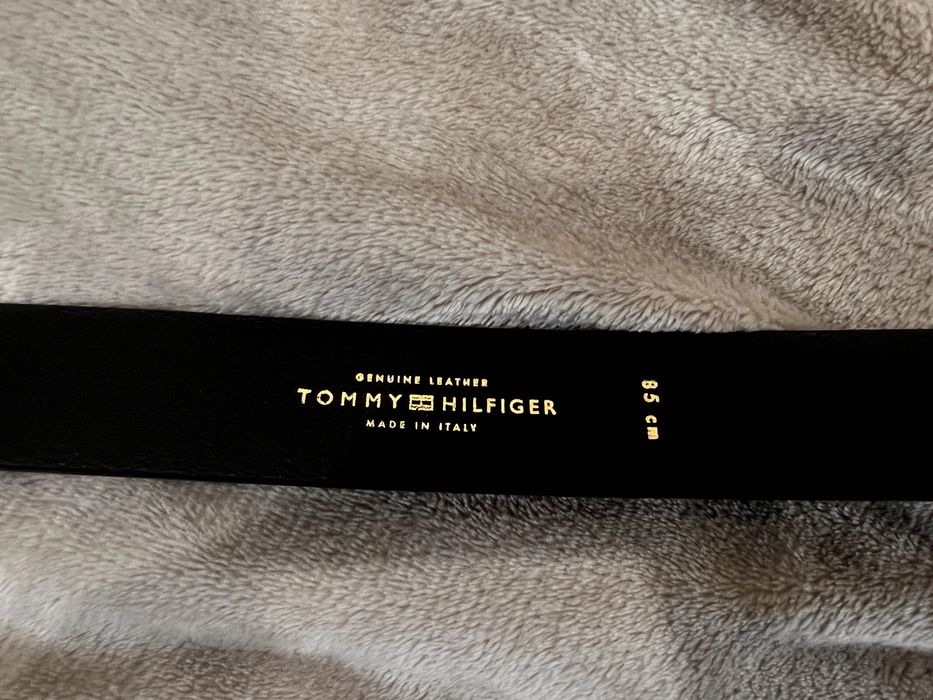 GENUINE LEATHER
TOMMY HILFIGER
MADE IN ITALY
85 cm